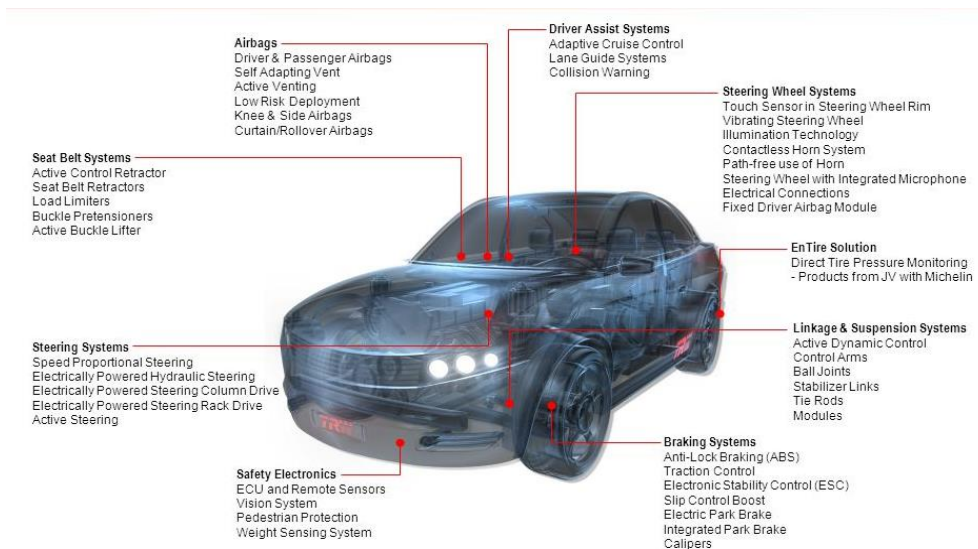 Driver Assist Systems
Adaptive Cruise Control
Lane Guide Systems
Collision Warning
Airbags
Driver & Passenger Airbags
Self Adapting Vent
Active Venting
Low Risk Deployment
Knee & Side Airbags
Curtain/Rollover Airbags
Steering Wheel Systems
Touch Sensor in Steering Wheel Rim
Vibrating Steering Wheel
Illumination Technology
Contactless Horn System
Path-free use of Horn
Steering Wheel with Integrated Microphone
Electrical Connections
Fixed Driver Airbag Module
Seat Belt Systems
Active Control Retractor
Seat Belt Retractors
Load Limiters
Buckle Pretensioners
Active Buckle Lifter
EnTire Solution
Direct Tire Pressure Monitoring
- Products from JV with Michelin
Linkage & Suspension Systems
Active Dynamic Control
Control Arms
Ball Joints
Stabilizer Links
Tie Rods
Modules
Steering Systems
Speed Proportional Steering
Electrically Powered Hydraulic Steering
Electrically Powered Steering Column Drive
Electrically Powered Steering Rack Drive
Active Steering
TRW
Braking Systems
Anti-Lock Braking (ABS)
Traction Control
Electronic Stability Control (ESC)
Slip Control Boost
Electric Park Brake
Integrated Park Brake
Calipers
Safety Electronics
ECU and Remote Sensors
Vision System
Pedestrian Protection
Weight Sensing System